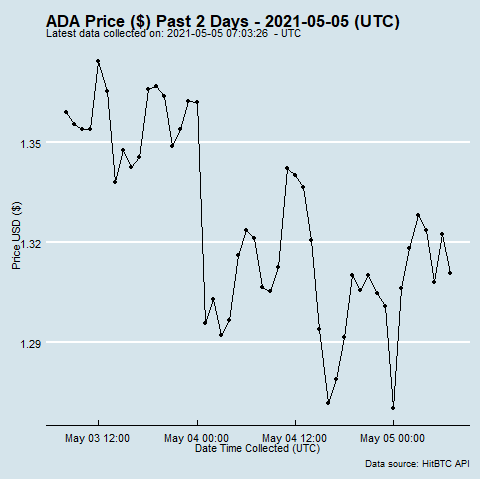 ADA Price ($) Past 2 Days - 2021-05-05 (UTC)
Latest data collected on: 2021-05-05 07:03:26  - UTC
1.35
1.32
1.29
Price USD ($)
May 03 12:00 May 04 00:00 May 04 12:00 May 05 00:00
Date Time Collected (UTC)
Data source: HitBTC API